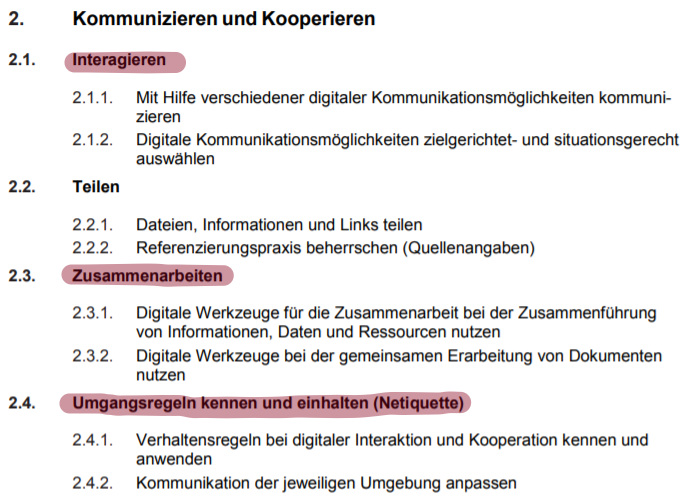 2. Kommunizieren und Kooperieren
2.1. Interagieren
2.1.1. Mit Hilfe verschiedener digitaler Kommunikationsmöglichkeiten kommuni-
zieren
2.1.2. Digitale Kommunikationsmöglichkeiten zielgerichtet- und situationsgerecht
auswählen
2.2. Teilen
2.2.1. Dateien, Informationen und Links teilen
2.2.2. Referenzierungspraxis beherrschen (Quellenangaben)
2.3. Zusammenarbeiten
2.3.1. Digitale Werkzeuge für die Zusammenarbeit bei der Zusammenführung
von Informationen, Daten und Ressourcen nutzen
2.3.2. Digitale Werkzeuge bei der gemeinsamen Erarbeitung von Dokumenten
nutzen
2.4. Umgangsregeln kennen und einhalten (Netiquette)
2.4.1. Verhaltensregeln bei digitaler Interaktion und Kooperation kennen und
anwenden
2.4.2. Kommunikation der jeweiligen Umgebung anpassen